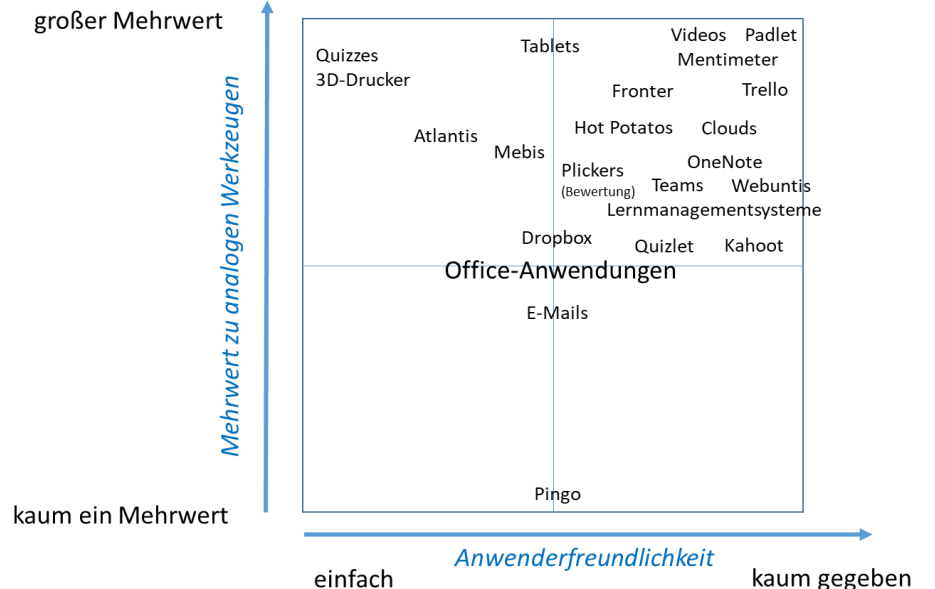 großer Mehrwert
Mehrwert zu analogen Werkzeugen
Quizzes
3D-Drucker
Tablets
Videos Padlet
Mentimeter
Fronter Trello
Atlantis
Mebis
Hot Potatos Clouds
OneNote
Plickers
(Bewertung)
Teams Webuntis
Lernmanagementsysteme
Dropbox
Quizlet Kahoot
Office-Anwendungen
E-Mails
Pingo
kaum ein Mehrwert
Anwenderfreundlichkeit
einfach
kaum gegeben